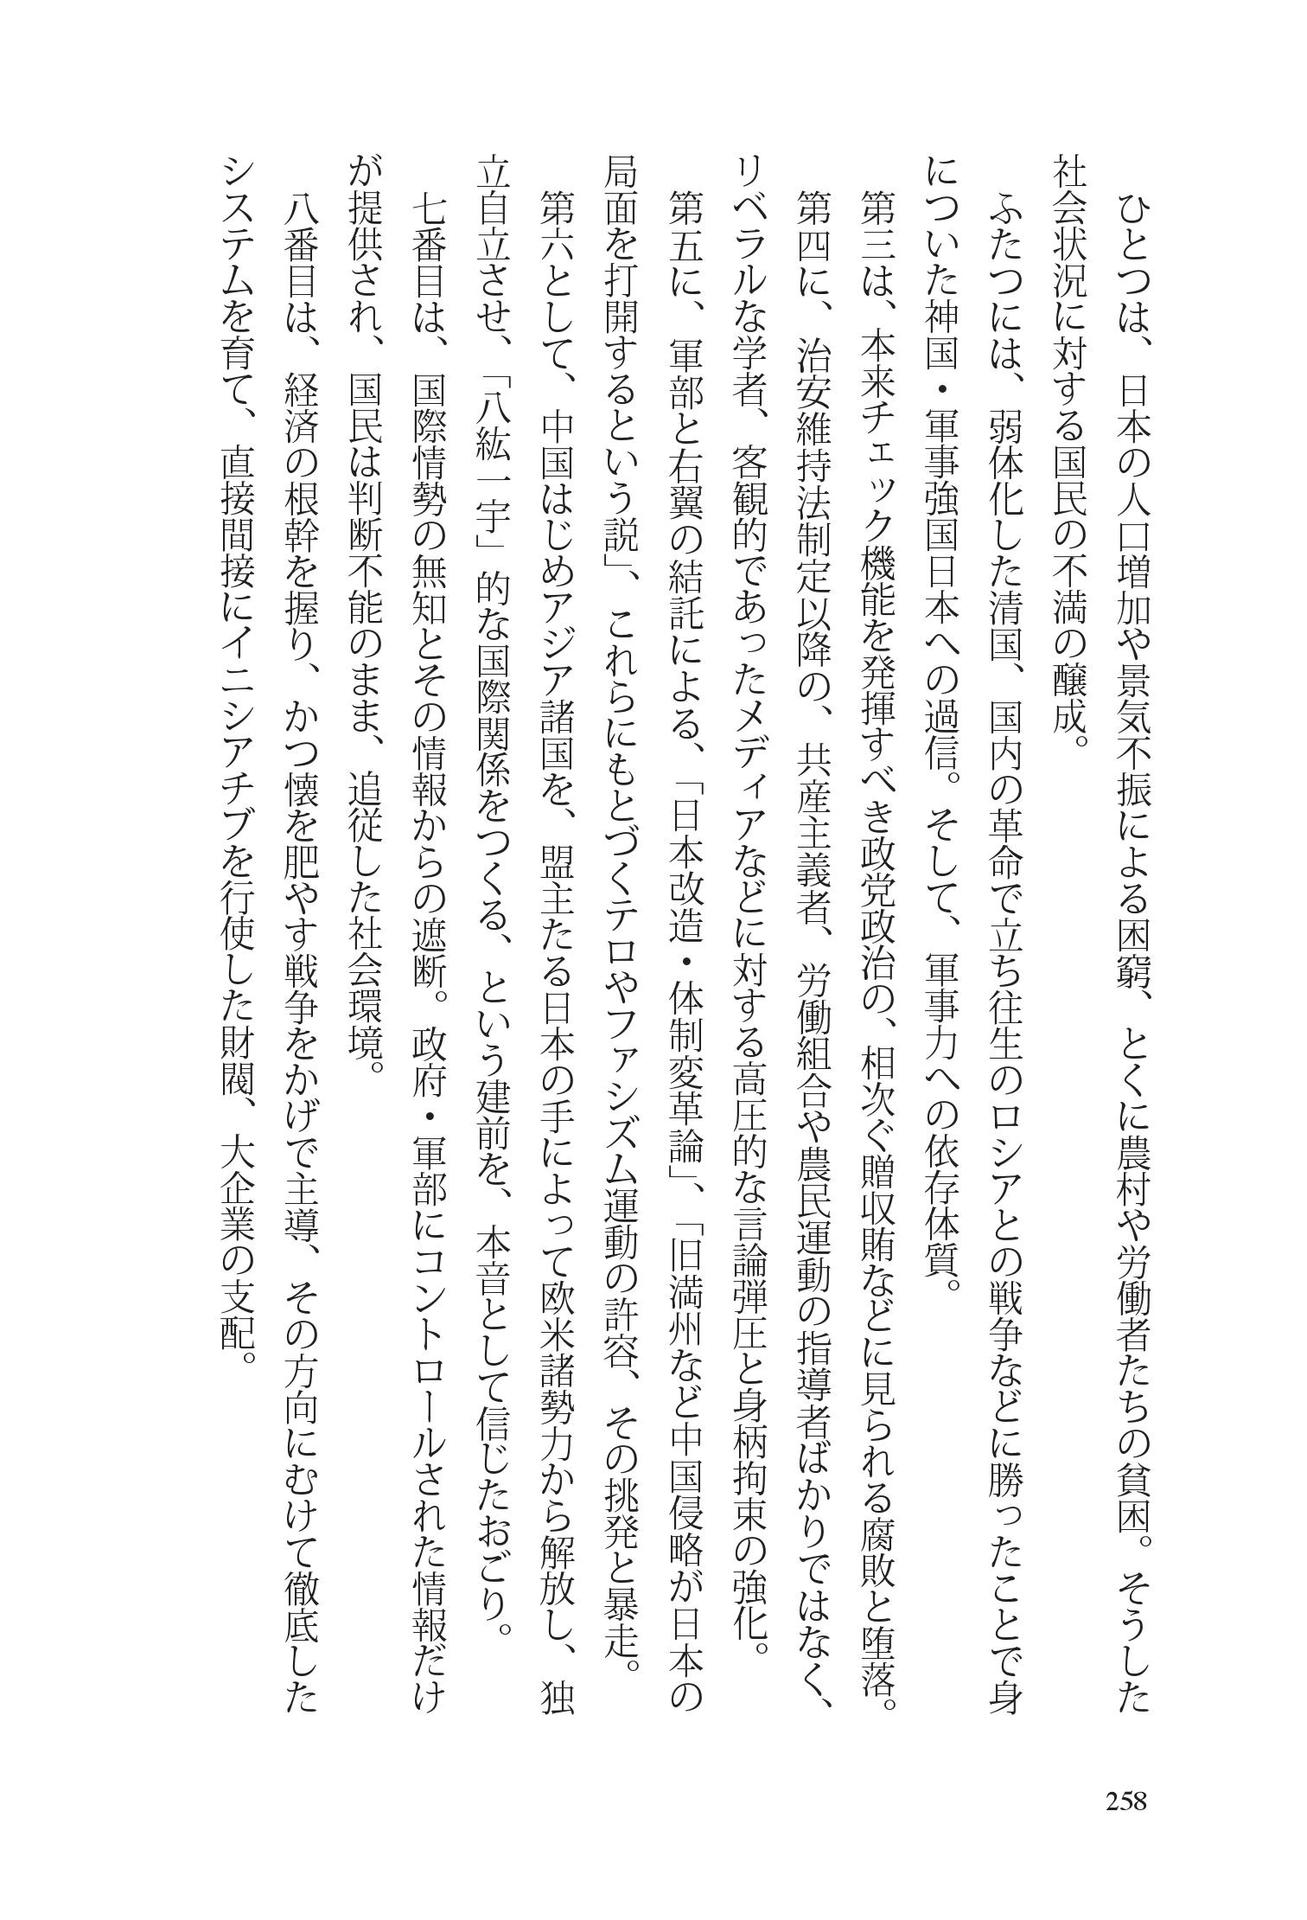 ひとつは、日本の人口増加や景気不振による困窮、とくに農村や労働者たちの貧困。そうした
社会状況に対する国民の不満の醸成。
　ふたつには、弱体化した清国、国内の革命で立ち往生のロシアとの戦争などに勝ったことで身
についた神国・軍事強国日本への過信。そして、軍事力への依存体質。
　第三は、本来チェック機能を発揮すべき政党政治の、相次ぐ贈収賄などに見られる腐敗と堕落。
　第四に、治安維持法制定以降の、共産主義者、労働組合や農民運動の指導者ばかりではなく、
リベラルな学者、客観的であったメディアなどに対する高圧的な言論弾圧と身柄拘束の強化。
　第五に、軍部と右翼の結託による、「日本改造・体制変革論」、「旧満州など中国侵略が日本の
局面を打開するという説」、これらにもとづくテロやファシズム運動の許容、その挑発と暴走。
　第六として、中国はじめアジア諸国を、盟主たる日本の手によって欧米諸勢力から解放し、独
立自立させ、「八紘一宇」的な国際関係をつくる、という建前を、本音として信じたおごり。
　七番目は、国際情勢の無知とその情報からの遮断。政府・軍部にコントロールされた情報だけ
が提供され、国民は判断不能のまま、追従した社会環境。
　八番目は、経済の根幹を握り、かつ懐を肥やす戦争をかげで主導、その方向にむけて徹底した
システムを育て、直接間接にイニシアチブを行使した財閥、大企業の支配。
258